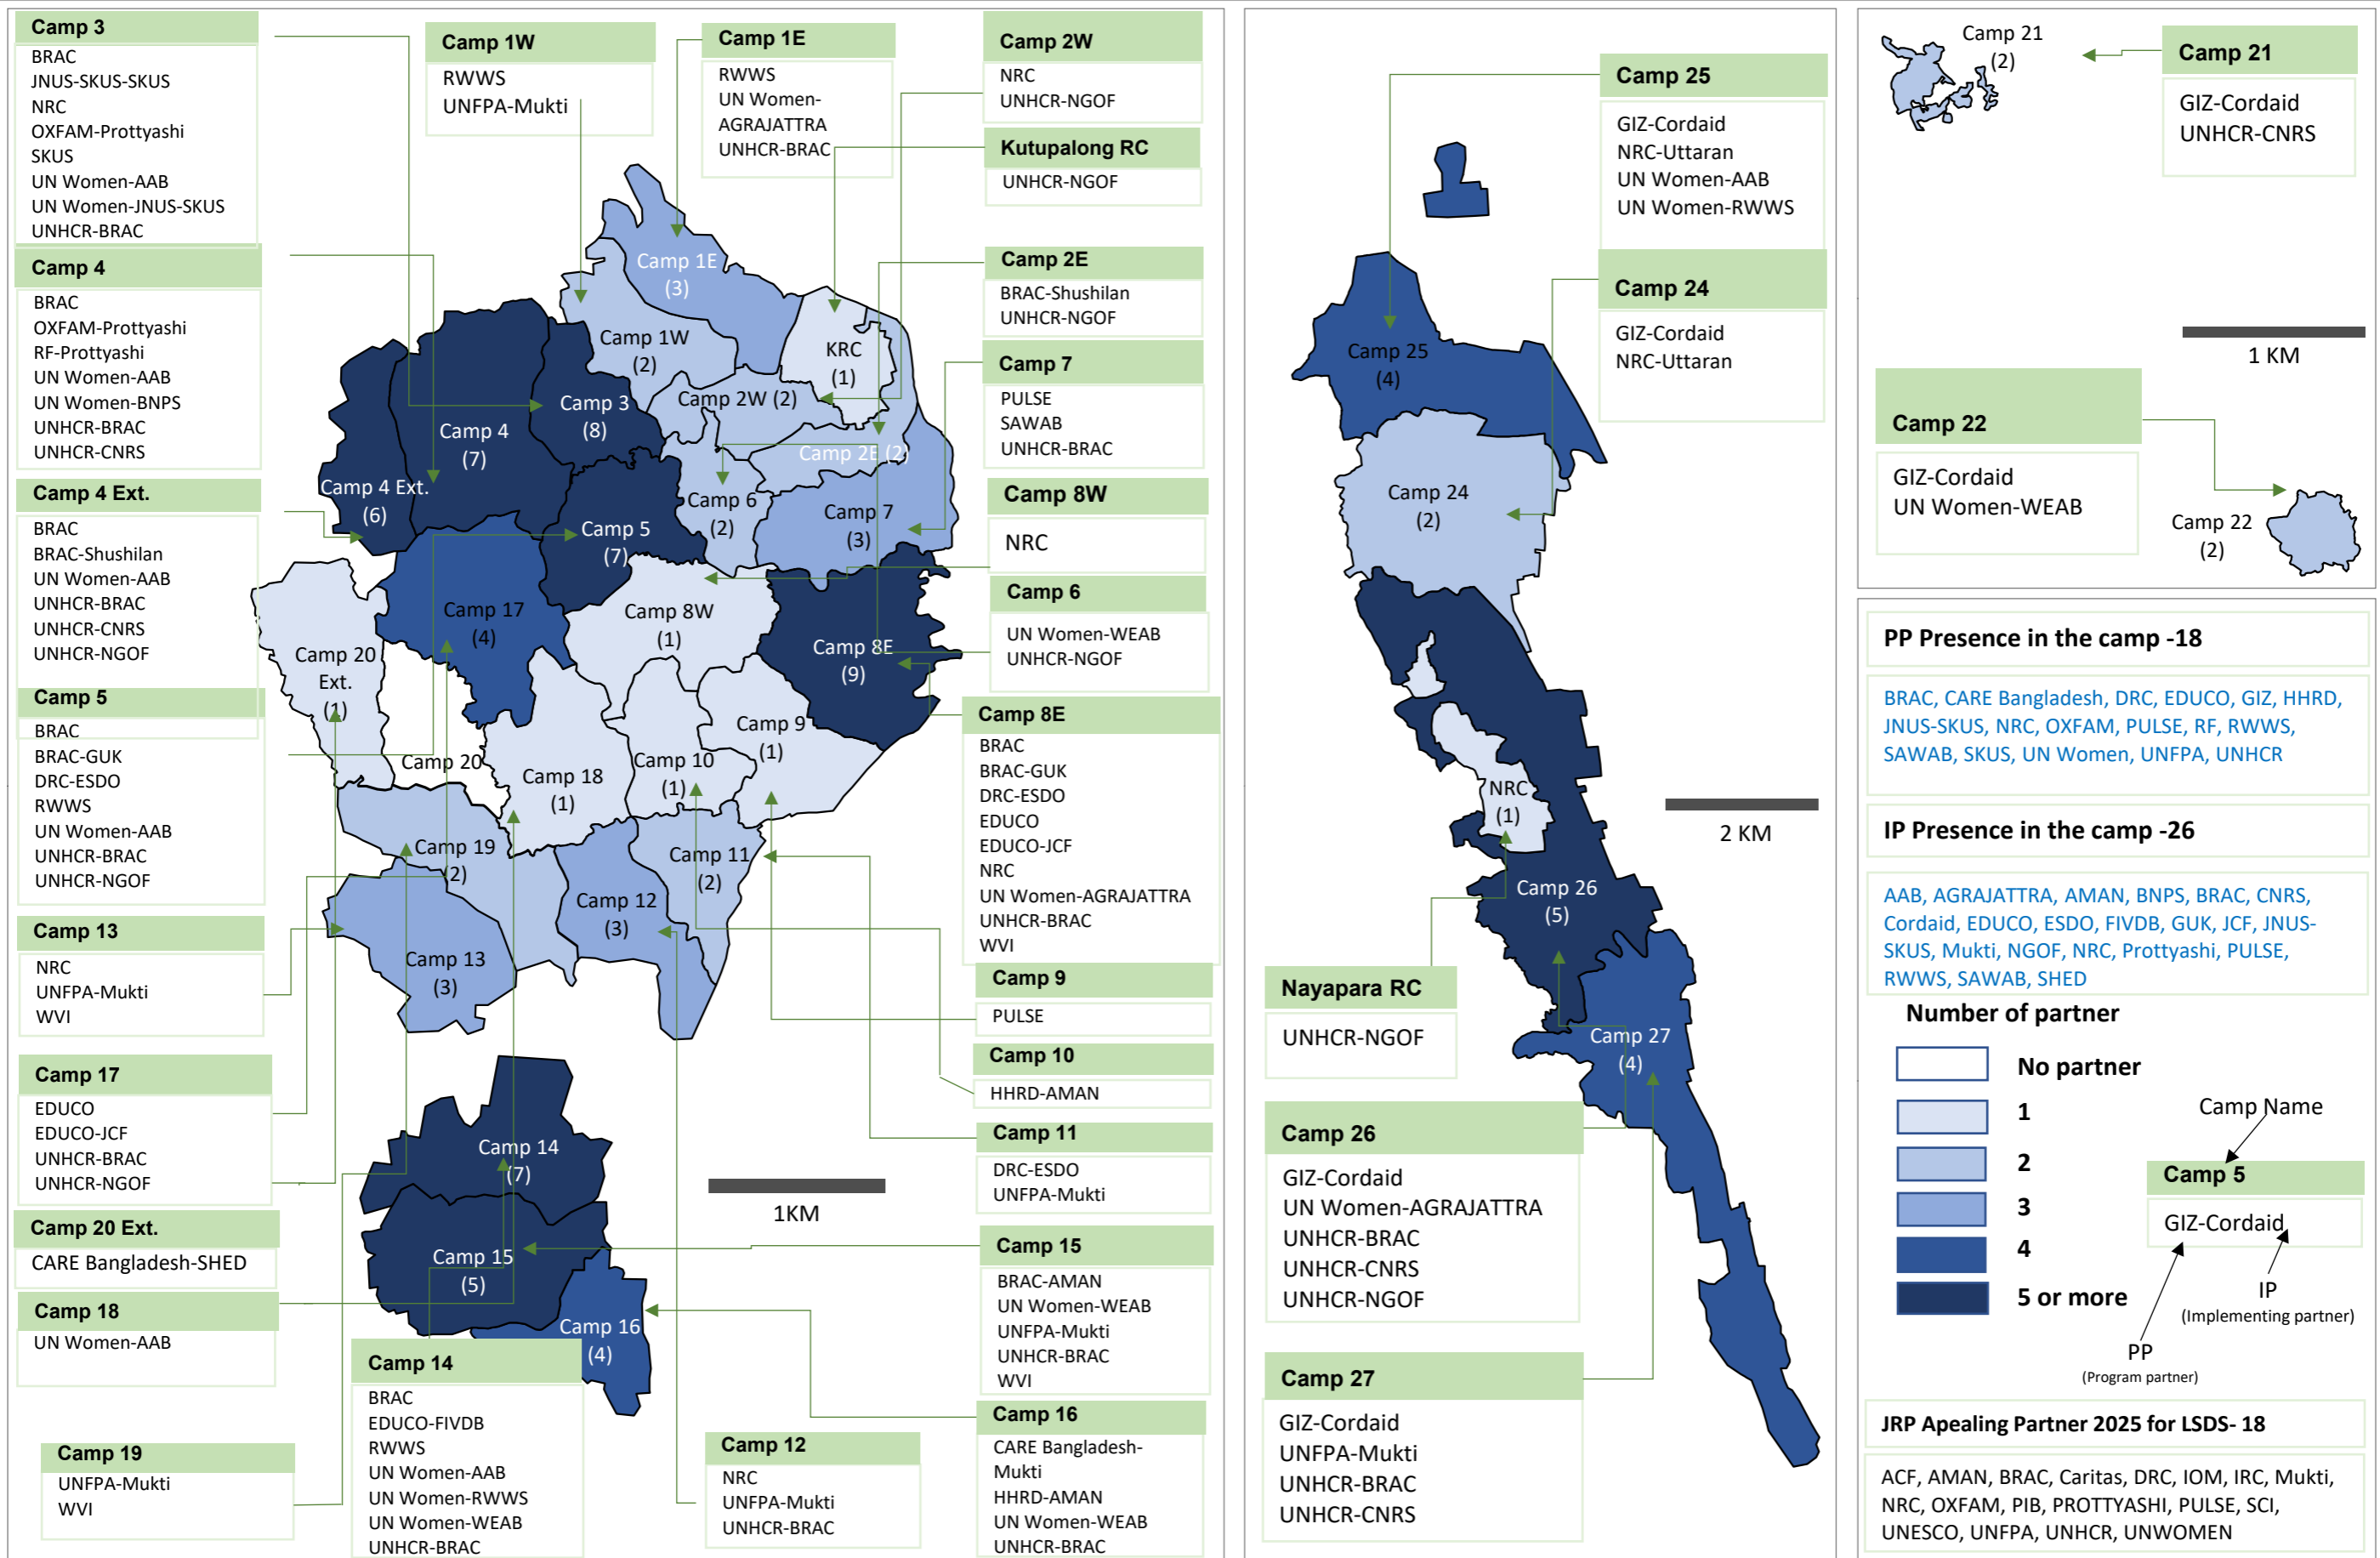 Camp 3
BRAC
JNUS-SKUS-SKUS
NRC
OXFAM-Prottyashi
SKUS
UN Women-AAB
UN Women-JNUS-SKUS
UNHCR-BRAC
Camp 4
BRAC
OXFAM-Prottyashi
RF-Prottyashi
UN Women-AAB
UN Women-BNPS
UNHCR-BRAC
UNHCR-CNRS
Camp 4 Ext.
BRAC
BRAC-Shushilan
UN Women-AAB
UNHCR-BRAC
UNHCR-CNRS
UNHCR-NGOF
Camp 5
BRAC
BRAC-GUK
DRC-ESDO
RWWS
UN Women-AAB
UNHCR-BRAC
UNHCR-NGOF
Camp 13
NRC
UNFPA-Mukti
WVI
Camp 17
EDUCO
EDUCO-JCF
UNHCR-BRAC
UNHCR-NGOF
Camp 20 Ext.
CARE Bangladesh-SHED
Camp 18
UN Women-AAB
Camp 19
UNFPA-Mukti
WVI
Camp 14
BRAC
EDUCO-FIVDB
RWWS
UN Women-AAB
UN Women-RWWS
UN Women-WEAB
UNHCR-BRAC
Camp 12
NRC
UNFPA-Mukti
UNHCR-BRAC
Camp 1W
RWWS
UNFPA-Mukti
Camp 1E
RWWS
UN Women-
AGRAJATTRA
UNHCR-BRAC
Camp 2W
NRC
UNHCR-NGOF
Kutupalong RC
UNHCR-NGOF
Camp 2E
BRAC-Shushilan
UNHCR-NGOF
Camp 7
PULSE
SAWAB
UNHCR-BRAC
Camp 8W
NRC
Camp 6
UN Women-WEAB
UNHCR-NGOF
Camp 8E
BRAC
BRAC-GUK
DRC-ESDO
EDUCO
EDUCO-JCF
NRC
UN Women-AGRAJATTRA
UNHCR-BRAC
WVI
Camp 9
PULSE
Camp 10
HHRD-AMAN
Camp 11
DRC-ESDO
UNFPA-Mukti
Camp 15
BRAC-AMAN
UN Women-WEAB
UNFPA-Mukti
UNHCR-BRAC
WVI
Camp 16
CARE Bangladesh-
Mukti
HHRD-AMAN
UN Women-WEAB
UNHCR-BRAC
Camp 1E
(3)
Camp 1W
(2)
KRC
(1)
Camp 2W (2)
Camp 3
(8)
Camp 4
(7)
Camp 2E (2)
Camp 4 Ext.
(6)
Camp 6
(2)
Camp 7
(3)
Camp 5
(7)
Camp 17
(4)
Camp 8W
(1)
Camp 8E
(9)
Camp 20
Ext.
(1)
Camp 9
(1)
Camp 20
Camp 18
(1)
Camp 10
(1)
Camp 19
(2)
Camp 11
(2)
Camp 12
(3)
Camp 13
(3)
Camp 14
(7)
1KM
Camp 15
(5)
Camp 16
(4)
Camp 25
GIZ-Cordaid
NRC-Uttaran
UN Women-AAB
UN Women-RWWS
Camp 24
GIZ-Cordaid
NRC-Uttaran
Camp 25
(4)
Camp 24
(2)
NRC
(1)
2 KM
Camp 26
(5)
Camp 27
(4)
Nayapara RC
UNHCR-NGOF
Camp 26
GIZ-Cordaid
UN Women-AGRAJATTRA
UNHCR-BRAC
UNHCR-CNRS
UNHCR-NGOF
Camp 27
GIZ-Cordaid
UNFPA-Mukti
UNHCR-BRAC
UNHCR-CNRS
Camp 21
(2)
Camp 21
GIZ-Cordaid
UNHCR-CNRS
1 KM
Camp 22
GIZ-Cordaid
UN Women-WEAB
Camp 22
(2)
PP Presence in the camp -18
BRAC, CARE Bangladesh, DRC, EDUCO, GIZ, HHRD,
JNUS-SKUS, NRC, OXFAM, PULSE, RF, RWWS,
SAWAB, SKUS, UN Women, UNFPA, UNHCR
IP Presence in the camp -26
AAB, AGRAJATTRA, AMAN, BNPS, BRAC, CNRS,
Cordaid, EDUCO, ESDO, FIVDB, GUK, JCF, JNUS-
SKUS, Mukti, NGOF, NRC, Prottyashi, PULSE,
RWWS, SAWAB, SHED
Number of partner
No partner
1
2
3
4
5 or more
Camp Name
Camp 5
GIZ-Cordaid
IP
(Implementing partner)
PP
(Program partner)
JRP Apealing Partner 2025 for LSDS- 18
ACF, AMAN, BRAC, Caritas, DRC, IOM, IRC, Mukti,
NRC, OXFAM, PIB, PROTTYASHI, PULSE, SCI,
UNESCO, UNFPA, UNHCR, UNWOMEN